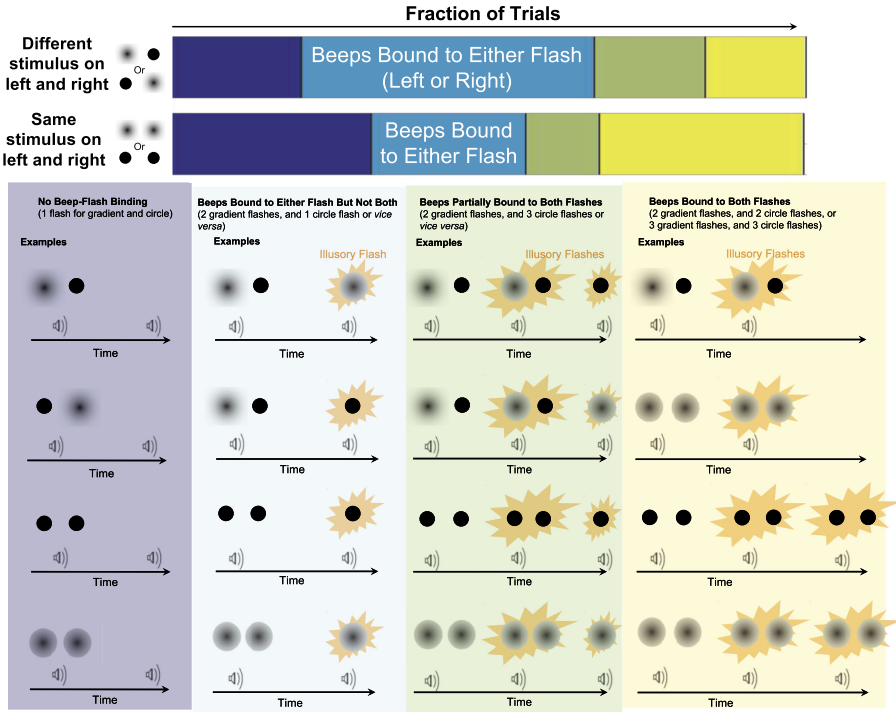 Fraction of Trials
Different
stimulus on
left and right
Or
Beeps Bound to Either Flash
(Left or Right)
Same
stimulus on
left and right
Or
Beeps Bound
to Either Flash
No Beep-Flash Binding
(1 flash for gradient and circle)
Examples
Time
Time
Time
Time
Beeps Bound to Either Flash But Not Both
(2 gradient flashes, and 1 circle flash or vice
versa)
Examples
Illusory Flash
Time
Time
Time
Time
Beeps Partially Bound to Both Flashes
(2 gradient flashes, and 3 circle flashes or
vice versa)
Examples
Illusory Flashes
Time
Time
Time
Time
Beeps Bound to Both Flashes
(2 gradient flashes, and 2 circle flashes, or
3 gradient flashes, and 3 circle flashes)
Examples
Illusory Flashes
Time
Time
Time
Time